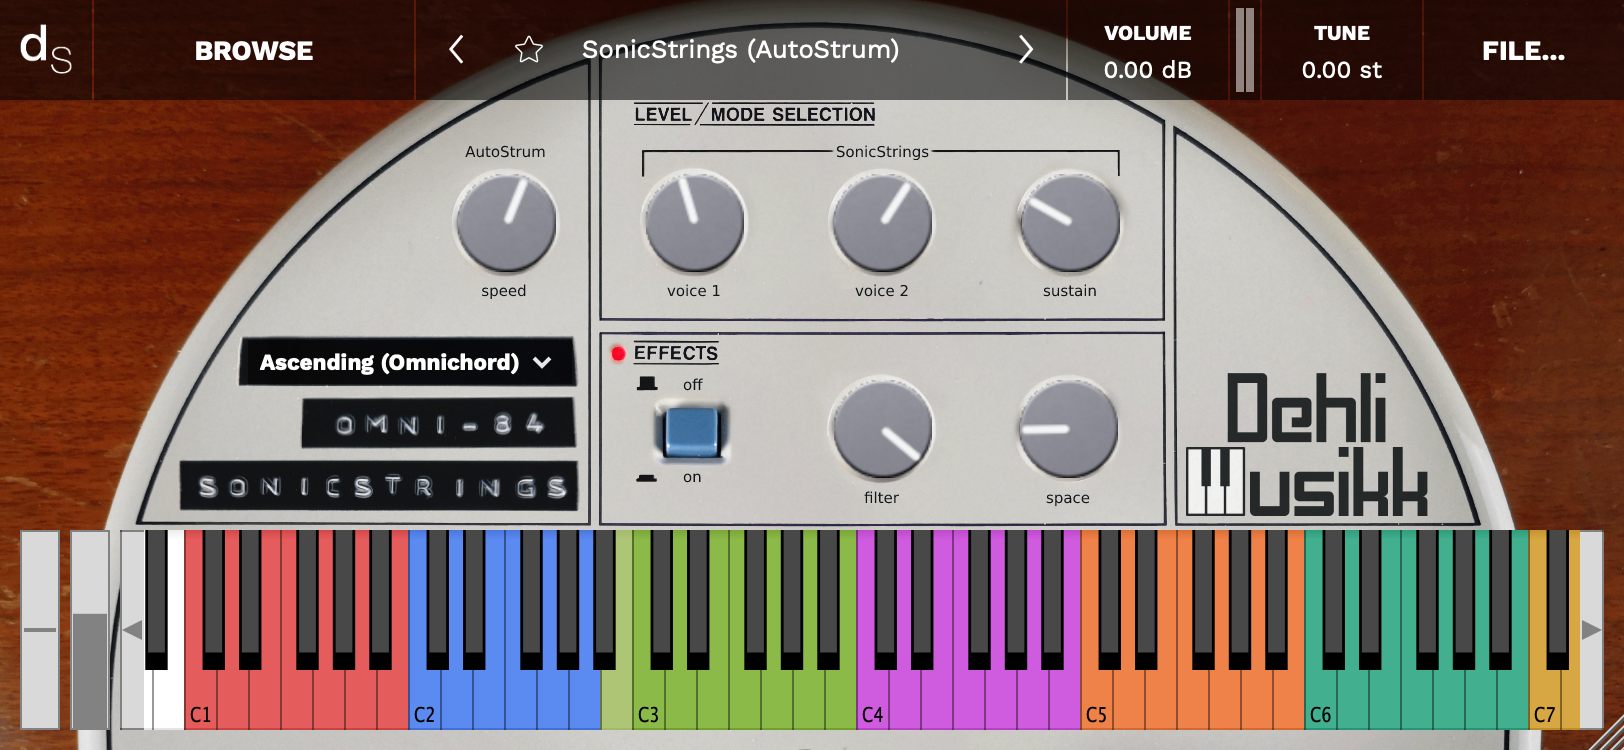 ds
BROWSE
SonicStrings (AutoStrum)
VOLUME
0.00 dB
TUNE
0.00 st
FILE...
LEVEL/MODE SELECTION
AutoStrum
SonicStrings
speed
voice 1
voice 2
sustain
Ascending (Omnichord)
OMNI-84
SONICSTRINGS
EFFECTS
off
on
filter
space
Dehli
Musikk
C1
C2
C3
C4
C5
C6
C7